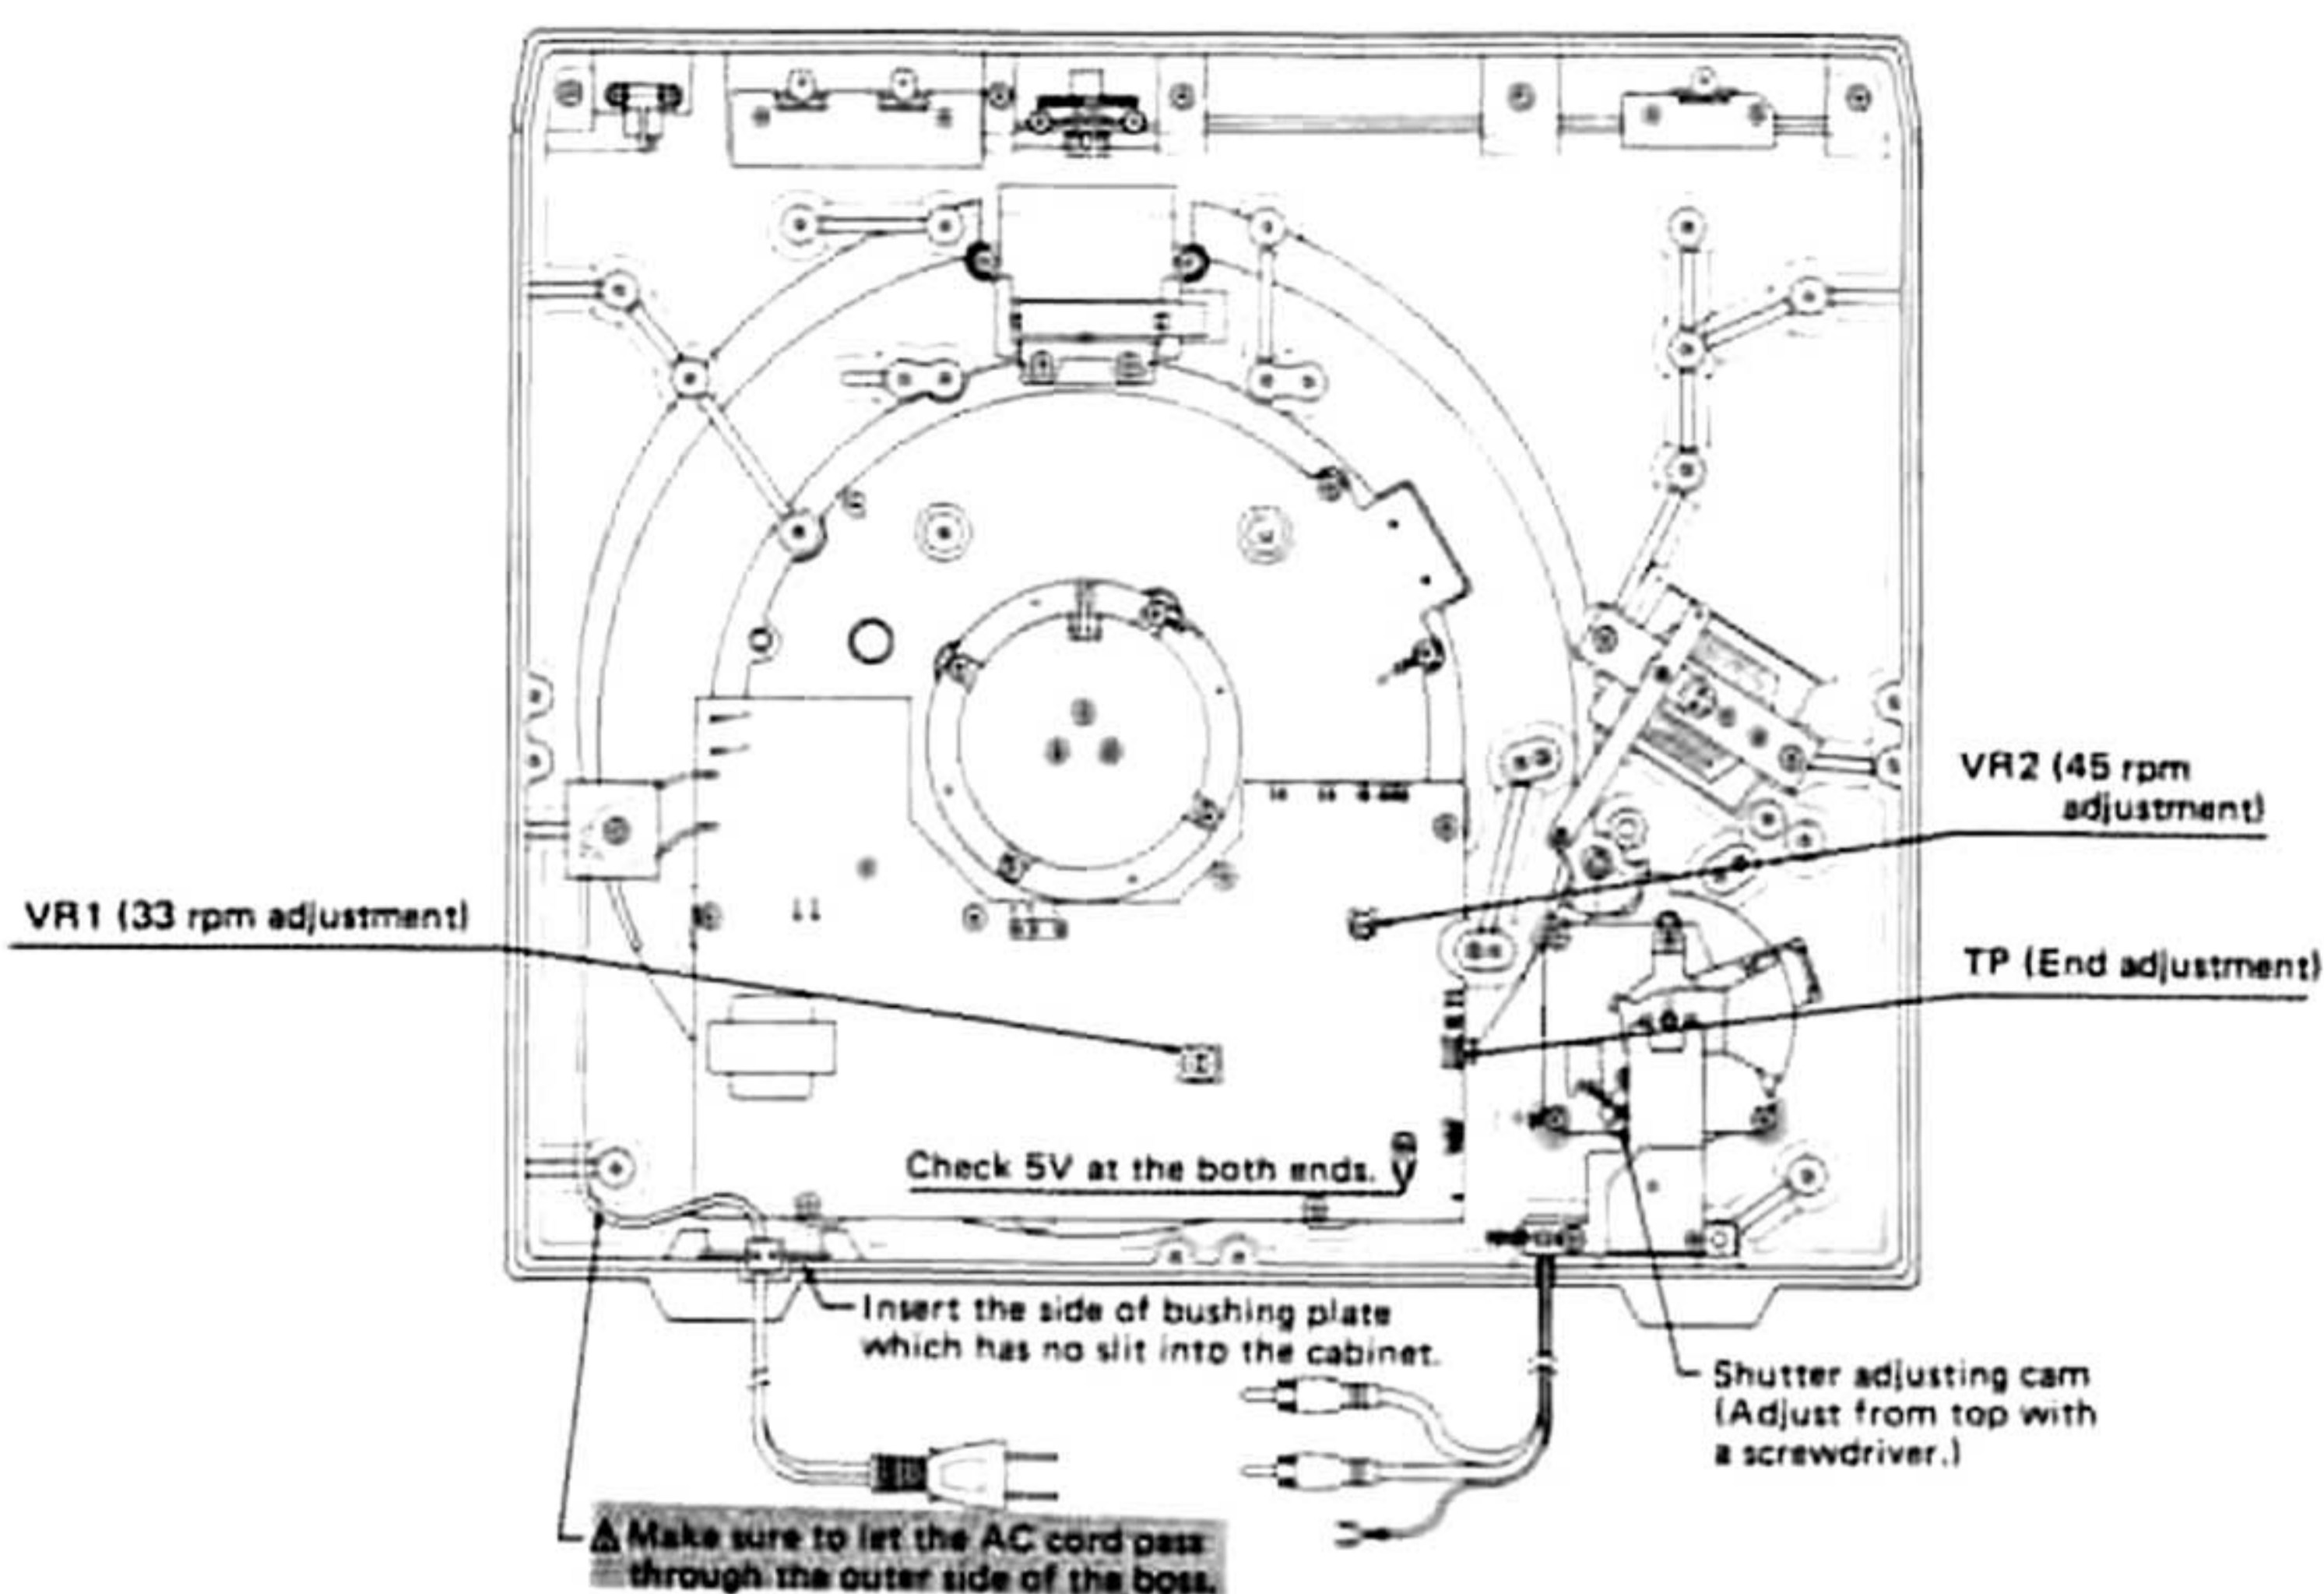 VR2 (45 rpm
adjustment)
VR1 (33 rpm adjustment)
TP (End adjustment)
Check 5V at the both ends.
Insert the side of bushing plate
which has no slit into the cabinet.
Shutter adjusting cam
(Adjust from top with
a screwdriver.)
⚠ Make sure to let the AC cord pass
through the outer side of the boss.